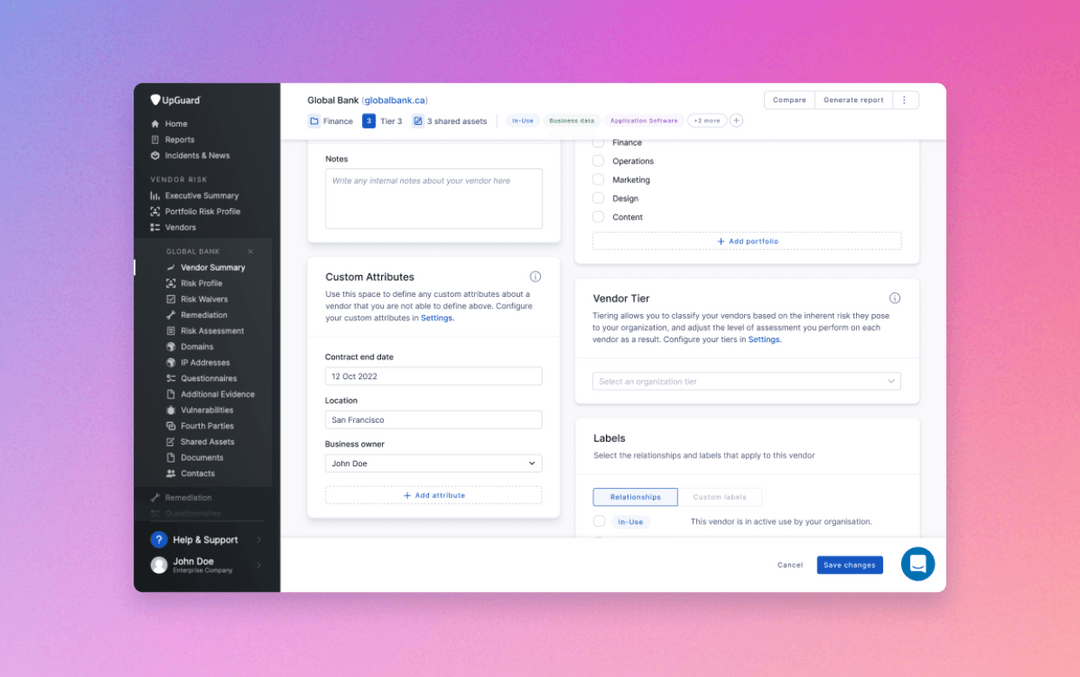 UpGuard
Home
Reports
Incidents & News
VENDOR RISK
Executive Summary
Portfolio Risk Profile
Vendors
GLOBAL BANK
Vendor Summary
Risk Profile
Risk Waivers
Remediation
Risk Assessment
Domains
IP Addresses
Questionnaires
Additional Evidence
Vulnerabilities
Fourth Parties
Shared Assets
Documents
Contacts
Remediation
Questionnaires
? Help & Support
John Doe
Enterprise Company
Global Bank (globalbank.ca)
Finance 3 Tier 3 3 shared assets In-Use Business data Application Software +2 more +
Compare Generate report
Notes
Write any internal notes about your vendor here
Custom Attributes
Use this space to define any custom attributes about a
vendor that you are not able to define above. Configure
your custom attributes in Settings.
Contract end date
12 Oct 2022
Location
San Francisco
Business owner
John Doe
+ Add attribute
Finance
Operations
Marketing
Design
Content
+ Add portfolio
Vendor Tier
Tiering allows you to classify your vendors based on the inherent risk they pose
to your organization, and adjust the level of assessment you perform on each
vendor as a result. Configure your tiers in Settings.
Select an organization tier
Labels
Select the relationships and labels that apply to this vendor
Relationships Custom labels
In-Use This vendor is in active use by your organisation.
Cancel Save changes